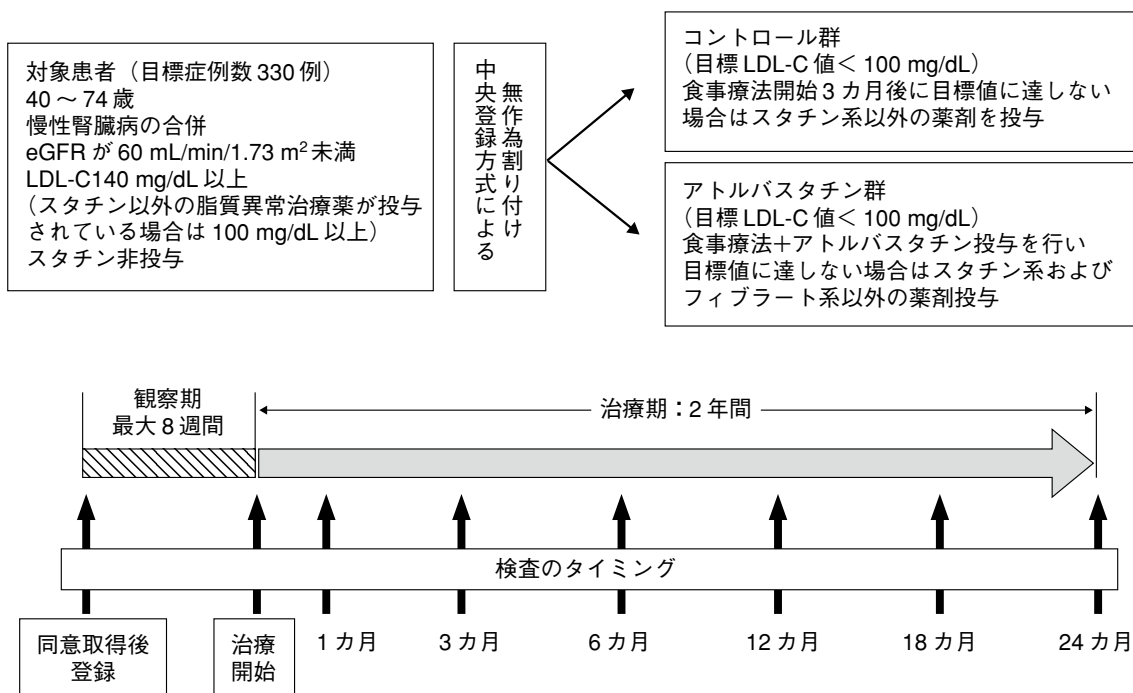 対象患者（目標症例数 330 例）
40 ～ 74 歳
慢性腎臓病の合併
eGFR が 60 mL/min/1.73 m²未満
LDL-C140 mg/dL 以上
（スタチン以外の脂質異常治療薬が投与
されている場合は 100 mg/dL 以上）
スタチン非投与
中央登録方式による
無作為割り付け
コントロール群
（目標 LDL-C 値＜ 100 mg/dL）
食事療法開始 3 カ月後に目標値に達しない
場合はスタチン系以外の薬剤を投与
アトルバスタチン群
（目標 LDL-C 値＜ 100 mg/dL）
食事療法＋アトルバスタチン投与を行い
目標値に達しない場合はスタチン系および
フィブラート系以外の薬剤投与
観察期
最大 8 週間
治療期：2 年間
検査のタイミング
同意取得後
登録
治療
開始
1 カ月
3 カ月
6 カ月
12 カ月
18 カ月
24 カ月